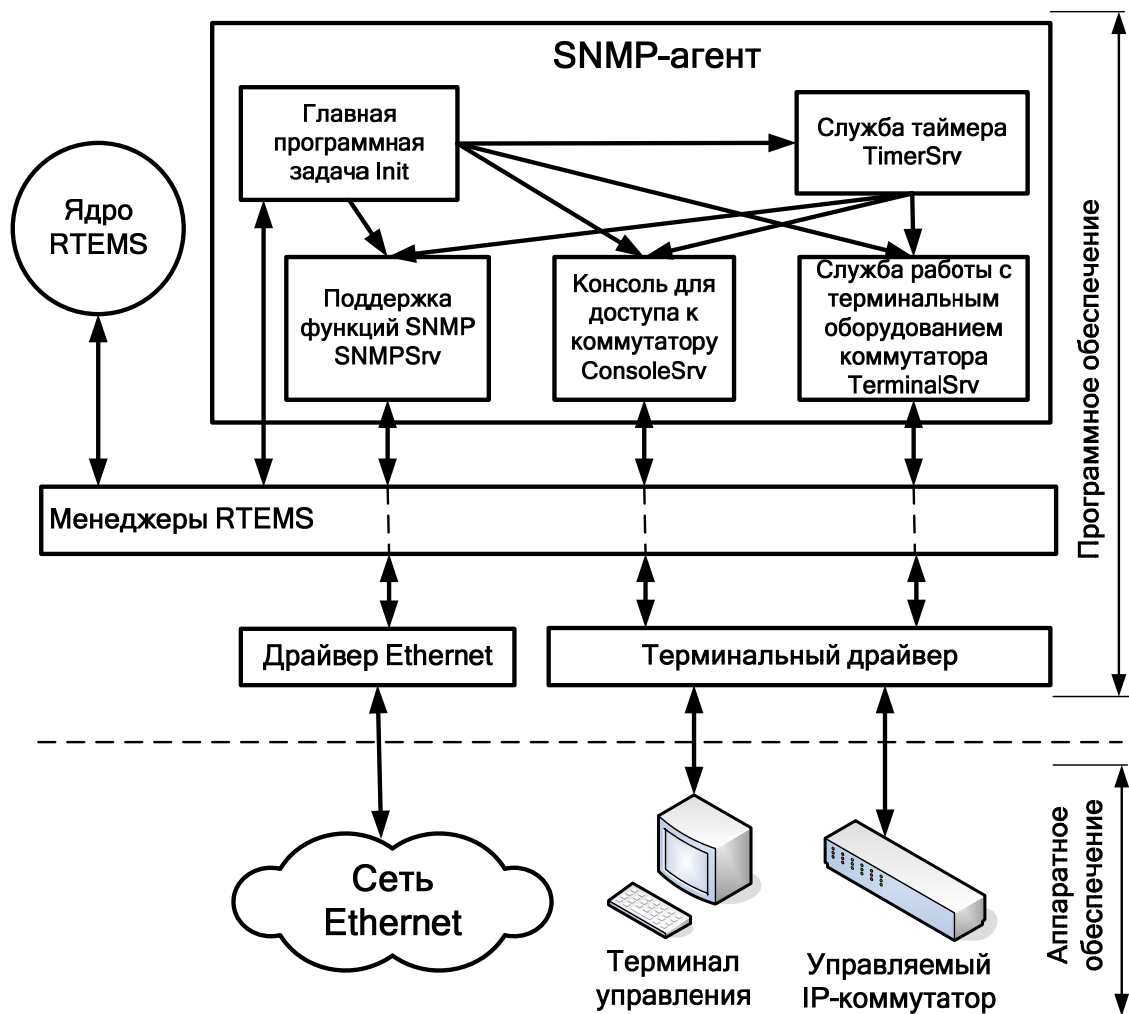 SNMP-агент
Главная
программная
задача Init
Служба таймера
TimerSrv
Ядро
RTEMS
Поддержка
функций SNMP
SNMPSrv
Консоль для
доступа к
коммутатору
ConsoleSrv
Служба работы с
терминальным
оборудованием
коммутатора
TerminalSrv
Программное обеспечение
Менеджеры RTEMS
Драйвер Ethernet
Терминальный драйвер
Сеть
Ethernet
Терминал
управления
Управляемый
IP-коммутатор
Аппаратное
обеспечение